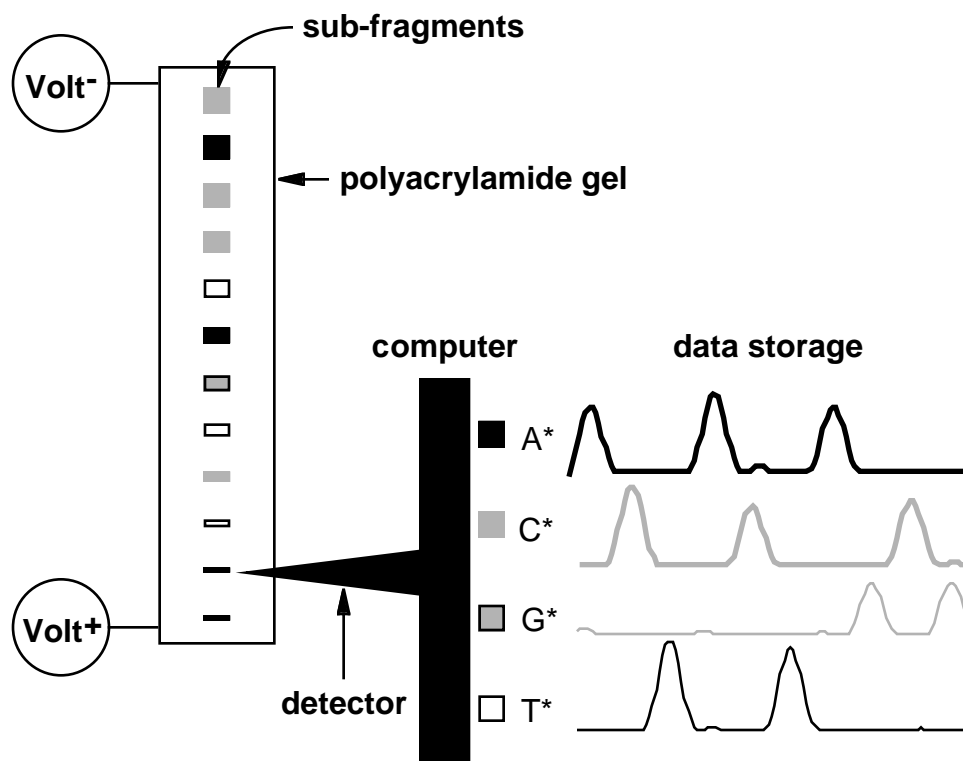 sub-fragments
Volt-
polyacrylamide gel
computer
data storage
A*
C*
G*
Volt+
detector
T*